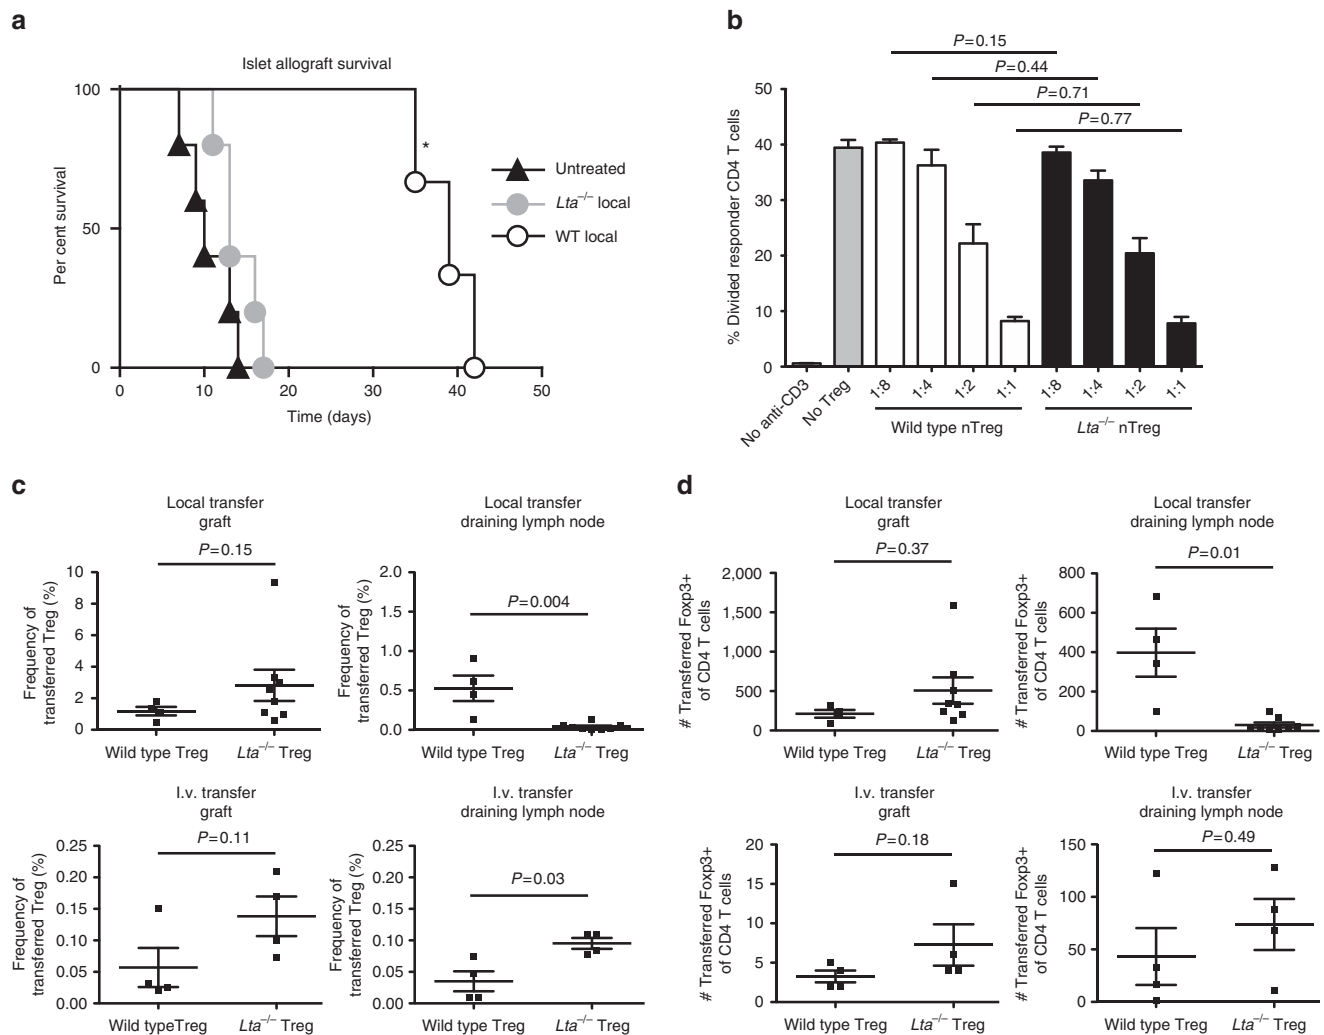 a
Islet allograft survival
Per cent survival
100
50
0
0 10 20 30 40 50
Time (days)
*
Untreated
Lta–/– local
WT local
b
P=0.15
P=0.44
P=0.71
P=0.77
% Divided responder CD4 T cells
50
40
30
20
10
0
No anti-CD3
No Treg
1:8 1:4 1:2 1:1 1:8 1:4 1:2 1:1
Wild type nTreg Lta–/– nTreg
c
Local transfer
graft
P=0.15
Frequency of
transferred Treg (%)
10
8
6
4
2
0
Wild type Treg Lta–/– Treg
Local transfer
draining lymph node
P=0.004
Frequency of
transferred Treg (%)
2.0
1.5
1.0
0.5
0.0
Wild type Treg Lta–/– Treg
I.v. transfer
graft
P=0.11
Frequency of
transferred Treg (%)
0.25
0.20
0.15
0.10
0.05
0.00
Wild typeTreg Lta–/– Treg
I.v. transfer
draining lymph node
P=0.03
Frequency of
transferred Treg (%)
0.25
0.20
0.15
0.10
0.05
0.00
Wild type Treg Lta–/– Treg
d
Local transfer
graft
P=0.37
# Transferred Foxp3+
of CD4 T cells
2,000
1,500
1,000
500
0
Wild type Treg Lta–/– Treg
Local transfer
draining lymph node
P=0.01
# Transferred Foxp3+
of CD4 T cells
800
600
400
200
0
Wild type Treg Lta–/– Treg
I.v. transfer
graft
P=0.18
# Transferred Foxp3+
of CD4 T cells
20
15
10
5
0
Wild type Treg Lta–/– Treg
I.v. transfer
draining lymph node
P=0.49
# Transferred Foxp3+
of CD4 T cells
150
100
50
0
Wild type Treg Lta–/– Treg